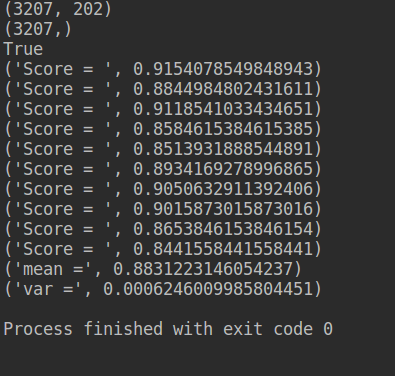 (3207, 202)
(3207,)
True
('Score = ', 0.9154078549848943)
('Score = ', 0.8844984802431611)
('Score = ', 0.9118541033434651)
('Score = ', 0.8584615384615385)
('Score = ', 0.8513931888544891)
('Score = ', 0.8934169278996865)
('Score = ', 0.9050632911392406)
('Score = ', 0.9015873015873016)
('Score = ', 0.8653846153846154)
('Score = ', 0.8441558441558441)
('mean =', 0.8831223146054237)
('var =', 0.0006246009985804451)
Process finished with exit code 0